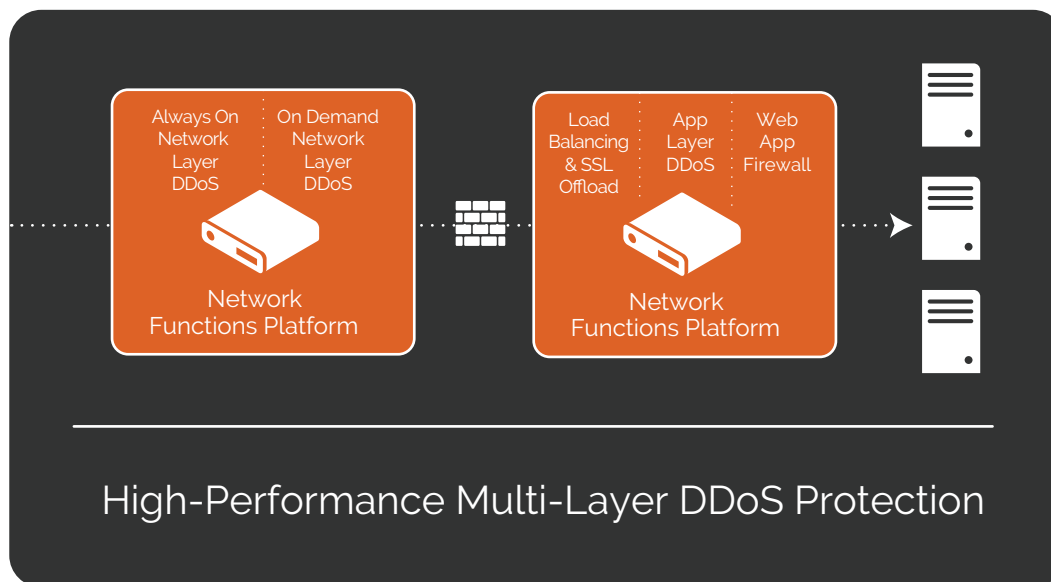 Always On
Network
Layer
DDoS
On Demand
Network
Layer
DDoS
Network
Functions Platform
Load
Balancing
& SSL
Offload
App
Layer
DDoS
Web
App
Firewall
Network
Functions Platform
High-Performance Multi-Layer DDoS Protection